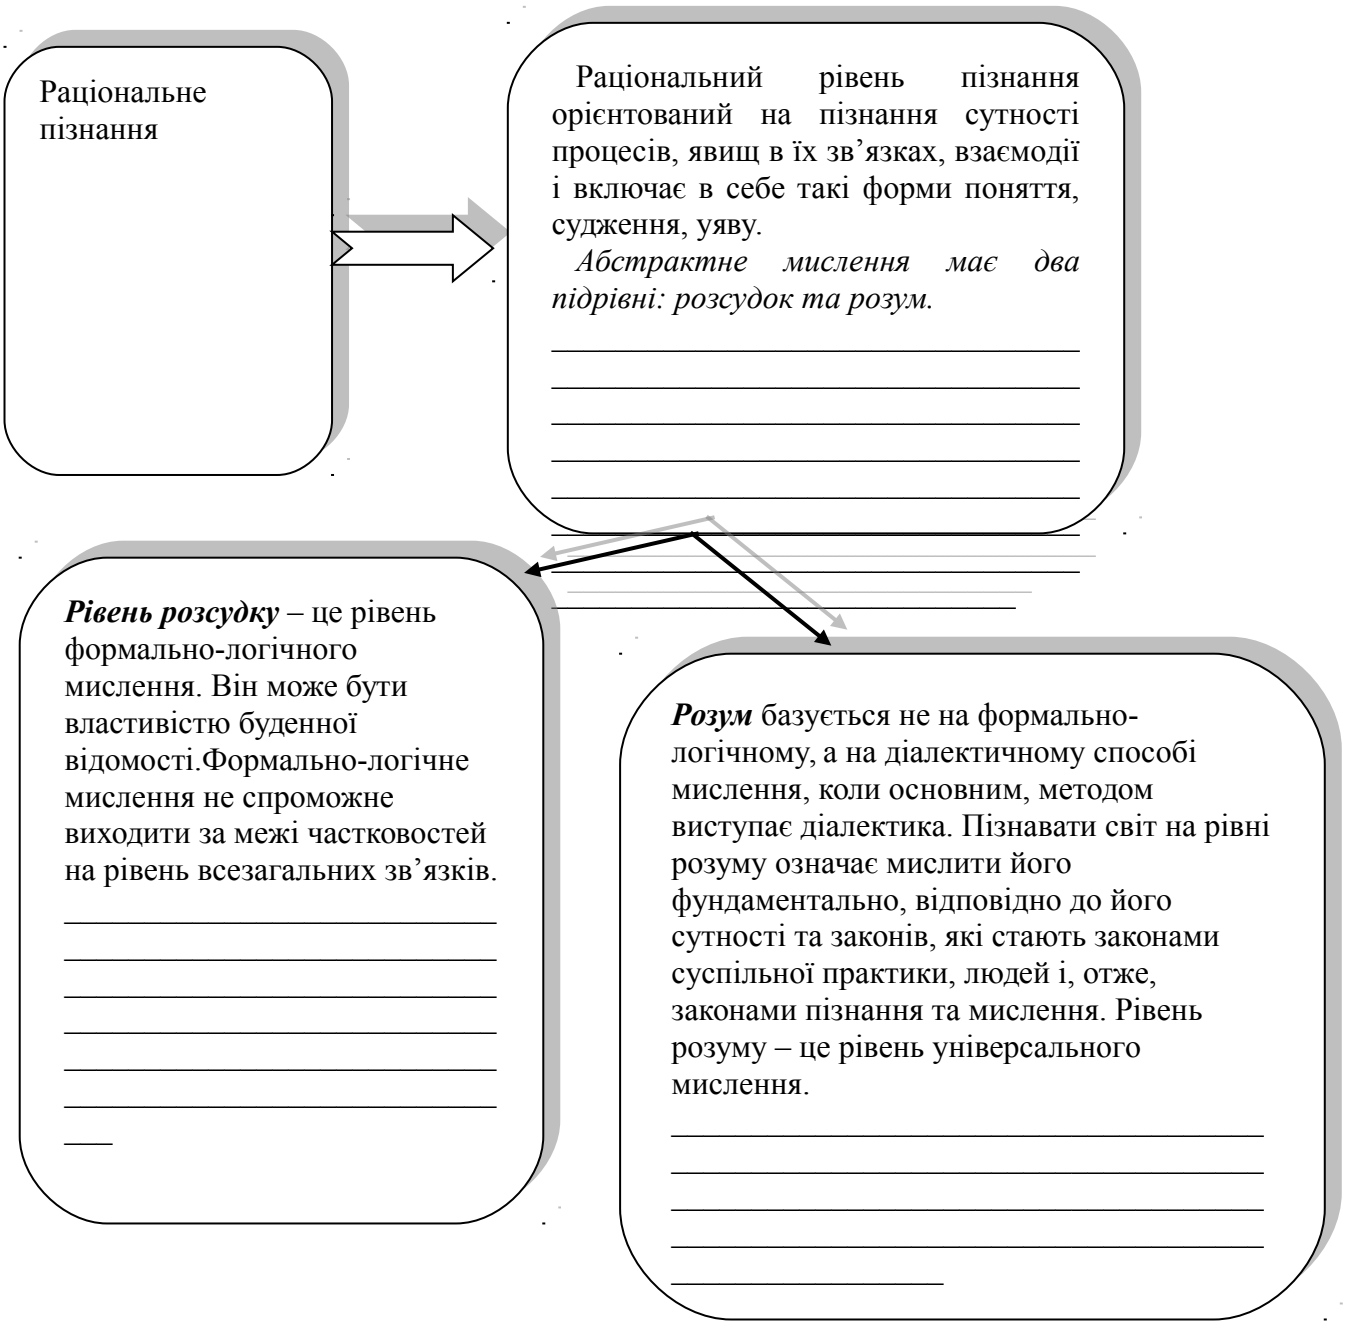 Раціональне
пізнання
Раціональний рівень пізнання
орієнтований на пізнання сутності
процесів, явищ в їх зв’язках, взаємодії
і включає в себе такі форми поняття,
судження, уяву.
Абстрактне мислення має два
підрівні: розсудок та розум.
Рівень розсудку – це рівень
формально-логічного
мислення. Він може бути
властивістю буденної
відомості.Формально-логічне
мислення не спроможне
виходити за межі частковостей
на рівень всезагальних зв’язків.
Розум базується не на формально-
логічному, а на діалектичному способі
мислення, коли основним, методом
виступає діалектика. Пізнавати світ на рівні
розуму означає мислити його
фундаментально, відповідно до його
сутності та законів, які стають законами
суспільної практики, людей і, отже,
законами пізнання та мислення. Рівень
розуму – це рівень універсального
мислення.